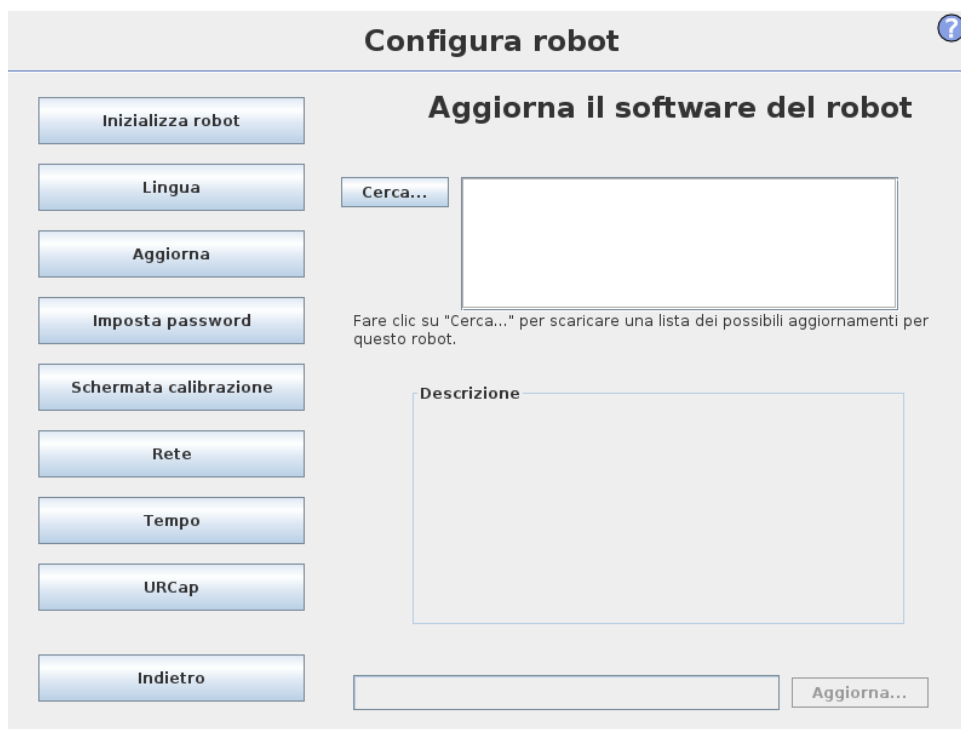 Configura robot
?
Inizializza robot
Lingua
Aggiorna
Imposta password
Schermata calibrazione
Rete
Tempo
URCap
Indietro
Aggiorna il software del robot
Cerca...
Fare clic su "Cerca..." per scaricare una lista dei possibili aggiornamenti per
questo robot.
Descrizione
Aggiorna...